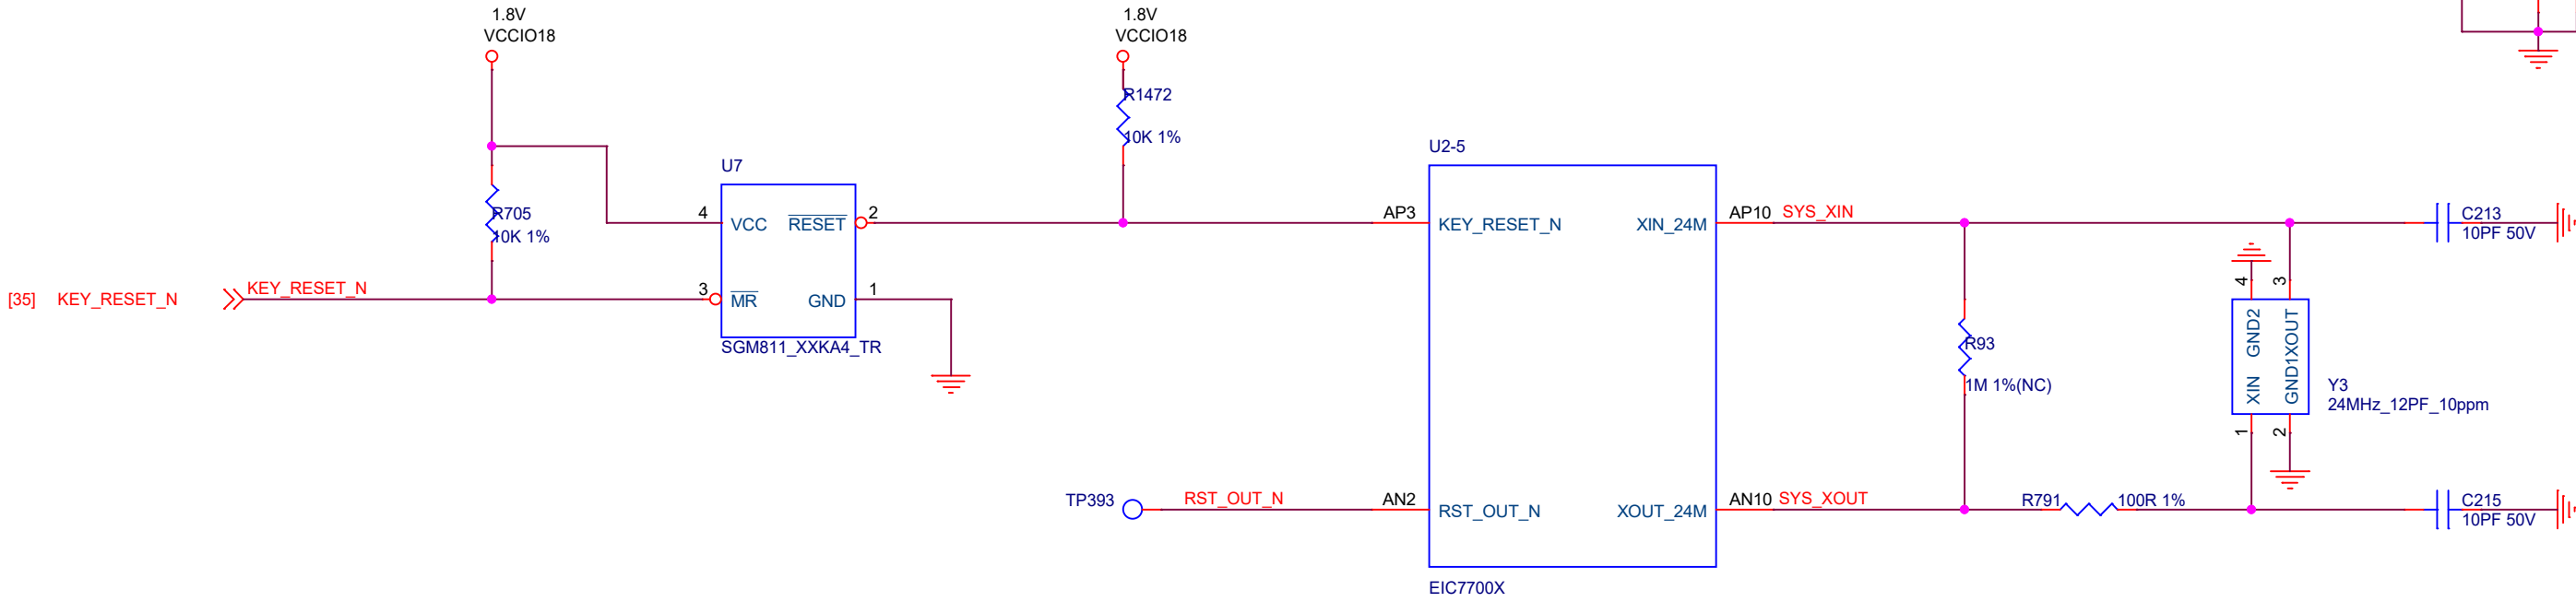 1.8V
VCCIO18
1.8V
VCCIO18
R1472
10K 1%
U2-5
U7
R705
10K 1%
4
VCC
RESET
2
AP3
KEY_RESET_N
XIN_24M
AP10
SYS_XIN
C213
10PF 50V
[35]
KEY_RESET_N
KEY_RESET_N
3
MR
GND
1
SGM811_XXKA4_TR
R93
1M 1%(NC)
4
3
XIN
GND2
GND1
XOUT
1
2
Y3
24MHz_12PF_10ppm
TP393
RST_OUT_N
AN2
RST_OUT_N
XOUT_24M
AN10
SYS_XOUT
R791
100R 1%
C215
10PF 50V
EIC7700X